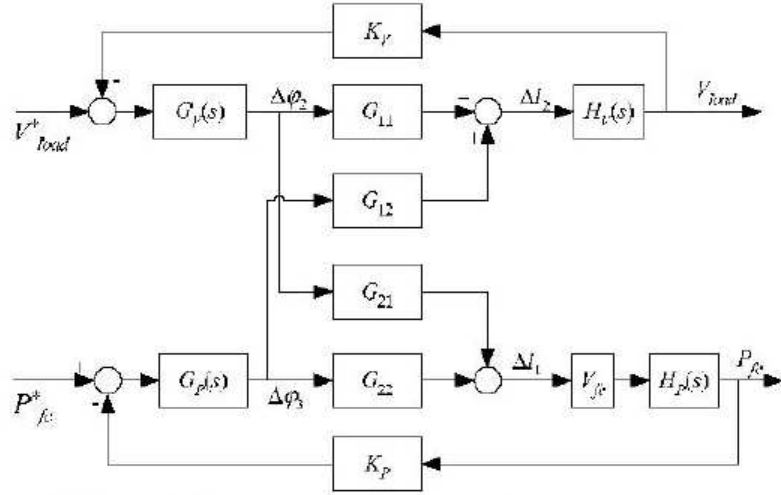 K_V
-
V*_load
G_v(s)
Δφ_2
G_11
-
ΔI_2
H_v(s)
V_load
+
G_12
G_21
P*_fc
+
-
G_P(s)
Δφ_3
G_22
ΔI_1
V_fc
H_P(s)
P_fc
K_P